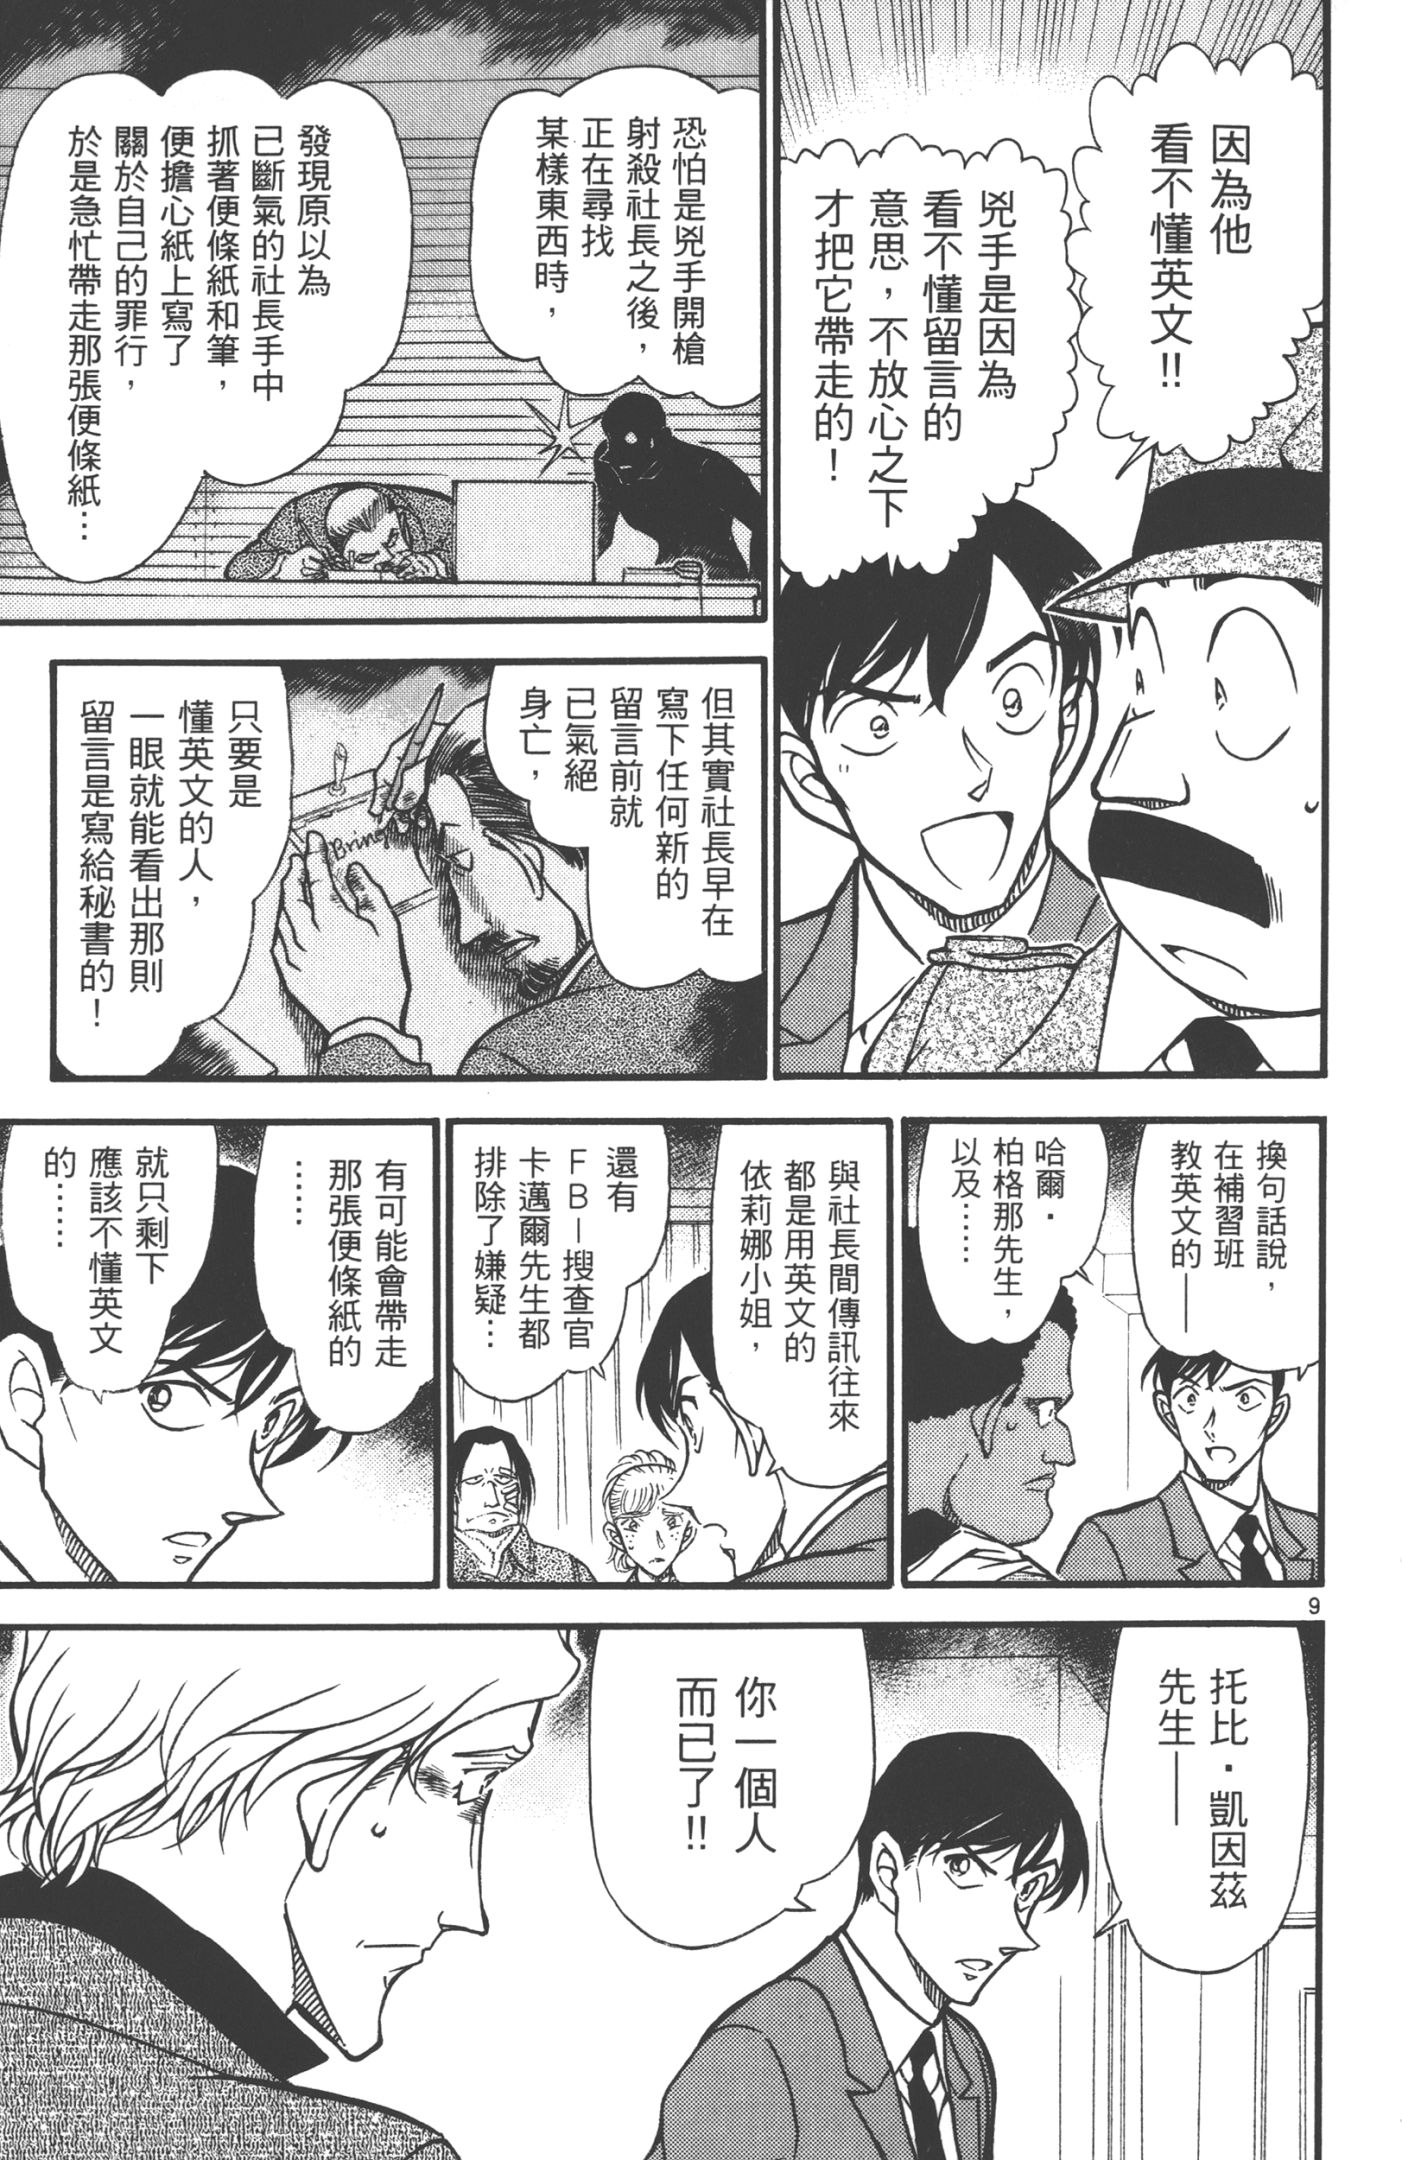 因為他
看不懂英文!!
兇手是因為
看不懂留言的
意思，不放心之下
才把它帶走的！
恐怕是兇手開槍
射殺社長之後，
正在尋找
某樣東西時，
發現原以為
已斷氣的社長手中
抓著便條紙和筆，
便擔心紙上寫了
關於自己的罪行，
於是急忙帶走那張便條紙…
但其實社長早在
寫下任何新的
留言前就
已氣絕
身亡，
Bring
只要是
懂英文的人，
一眼就能看出那則
留言是寫給秘書的！
換句話說，
在補習班
教英文的——
哈爾·
柏格那先生，
以及……
與社長間傳訊往來
都是用英文的
依莉娜小姐，
還有
FBI搜查官
卡邁爾先生都
排除了嫌疑…
有可能會帶走
那張便條紙的
……
就只剩下
應該不懂英文
的……
9
托比·凱因茲
先生——
你一個人
而已了!!